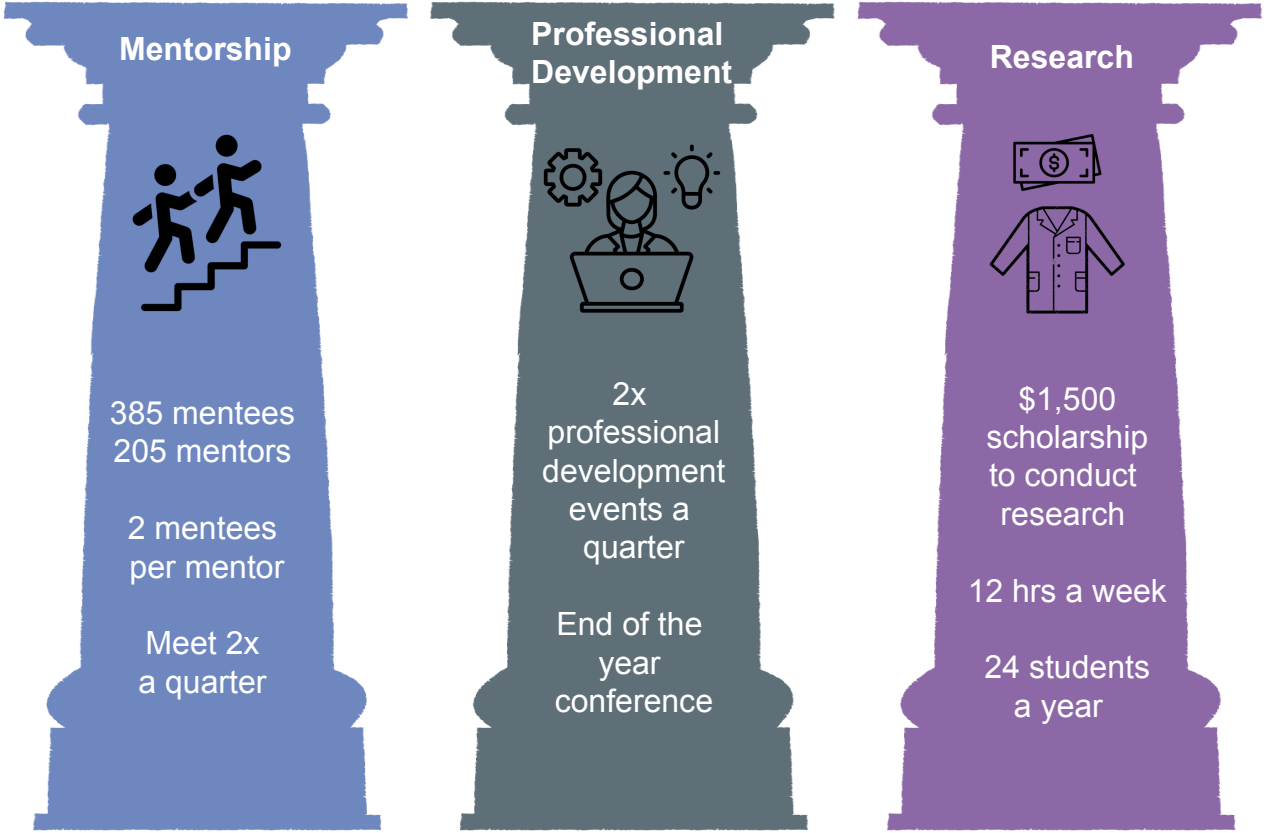 Mentorship
385 mentees
205 mentors
2 mentees
per mentor
Meet 2x
a quarter
Professional
Development
2x
professional
development
events a
quarter
End of the
year
conference
Research
$
$1,500
scholarship
to conduct
research
12 hrs a week
24 students
a year